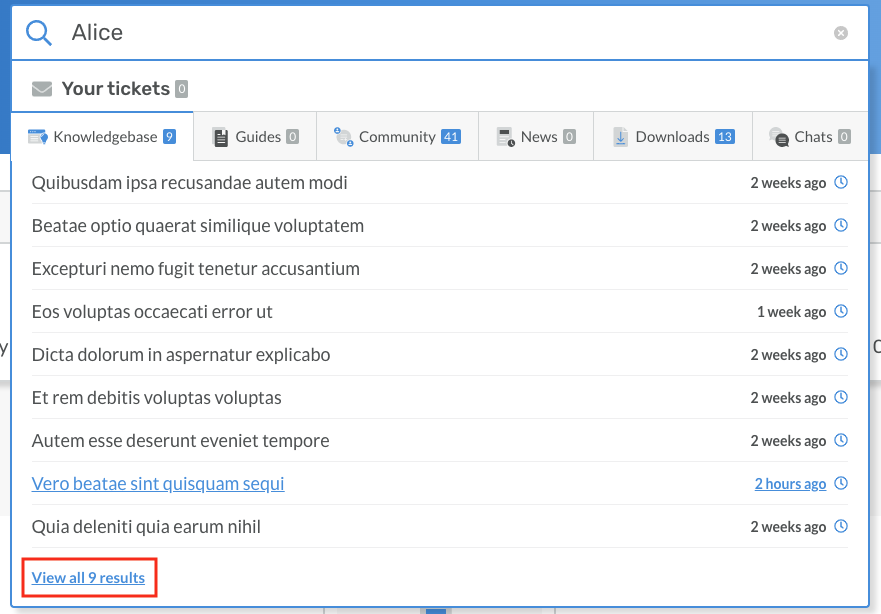 Alice
Your tickets 0
Knowledgebase 9 Guides 0 Community 41 News 0 Downloads 13 Chats 0
Quibusdam ipsa recusandae autem modi 2 weeks ago
Beatae optio quaerat similique voluptatem 2 weeks ago
Excepturi nemo fugit tenetur accusantium 2 weeks ago
Eos voluptas occaecati error ut 1 week ago
Dicta dolorum in aspernatur explicabo 2 weeks ago
Et rem debitis voluptas voluptas 2 weeks ago
Autem esse deserunt eveniet tempore 2 weeks ago
Vero beatae sint quisquam sequi 2 hours ago
Quia deleniti quia earum nihil 2 weeks ago
View all 9 results